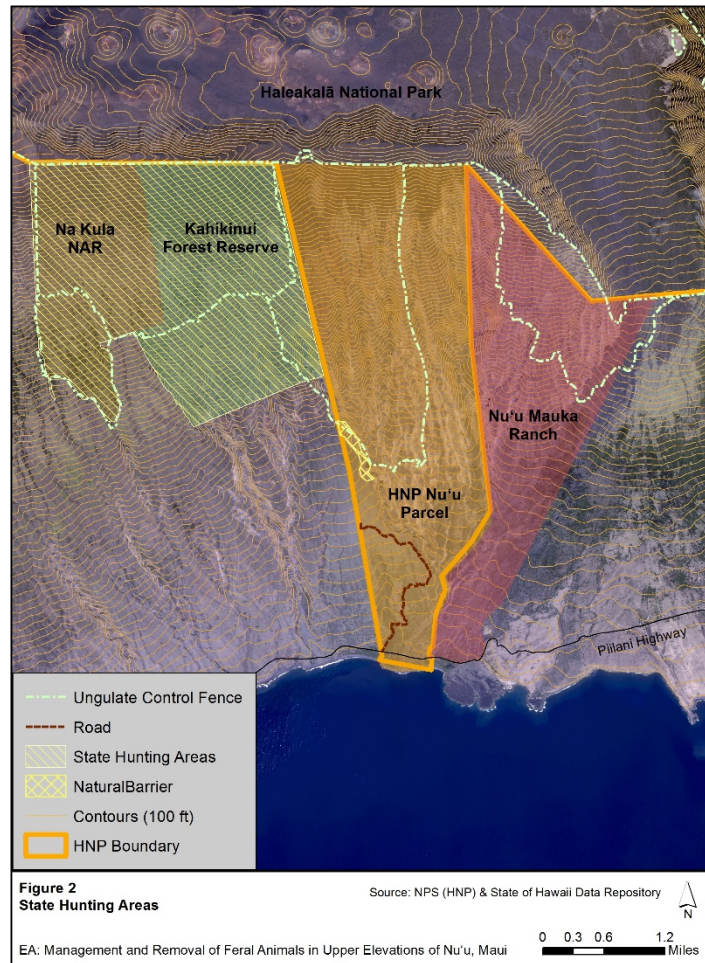 Haleakalā National Park
Na Kula
NAR
Kahikinui
Forest Reserve
Nu'u Mauka
Ranch
HNP Nu'u
Parcel
Piilani Highway
Ungulate Control Fence
Road
State Hunting Areas
NaturalBarrier
Contours (100 ft)
HNP Boundary
Figure 2
State Hunting Areas
Source: NPS (HNP) & State of Hawaii Data Repository
N
EA: Management and Removal of Feral Animals in Upper Elevations of Nu'u, Maui
0 0.3 0.6 1.2
Miles